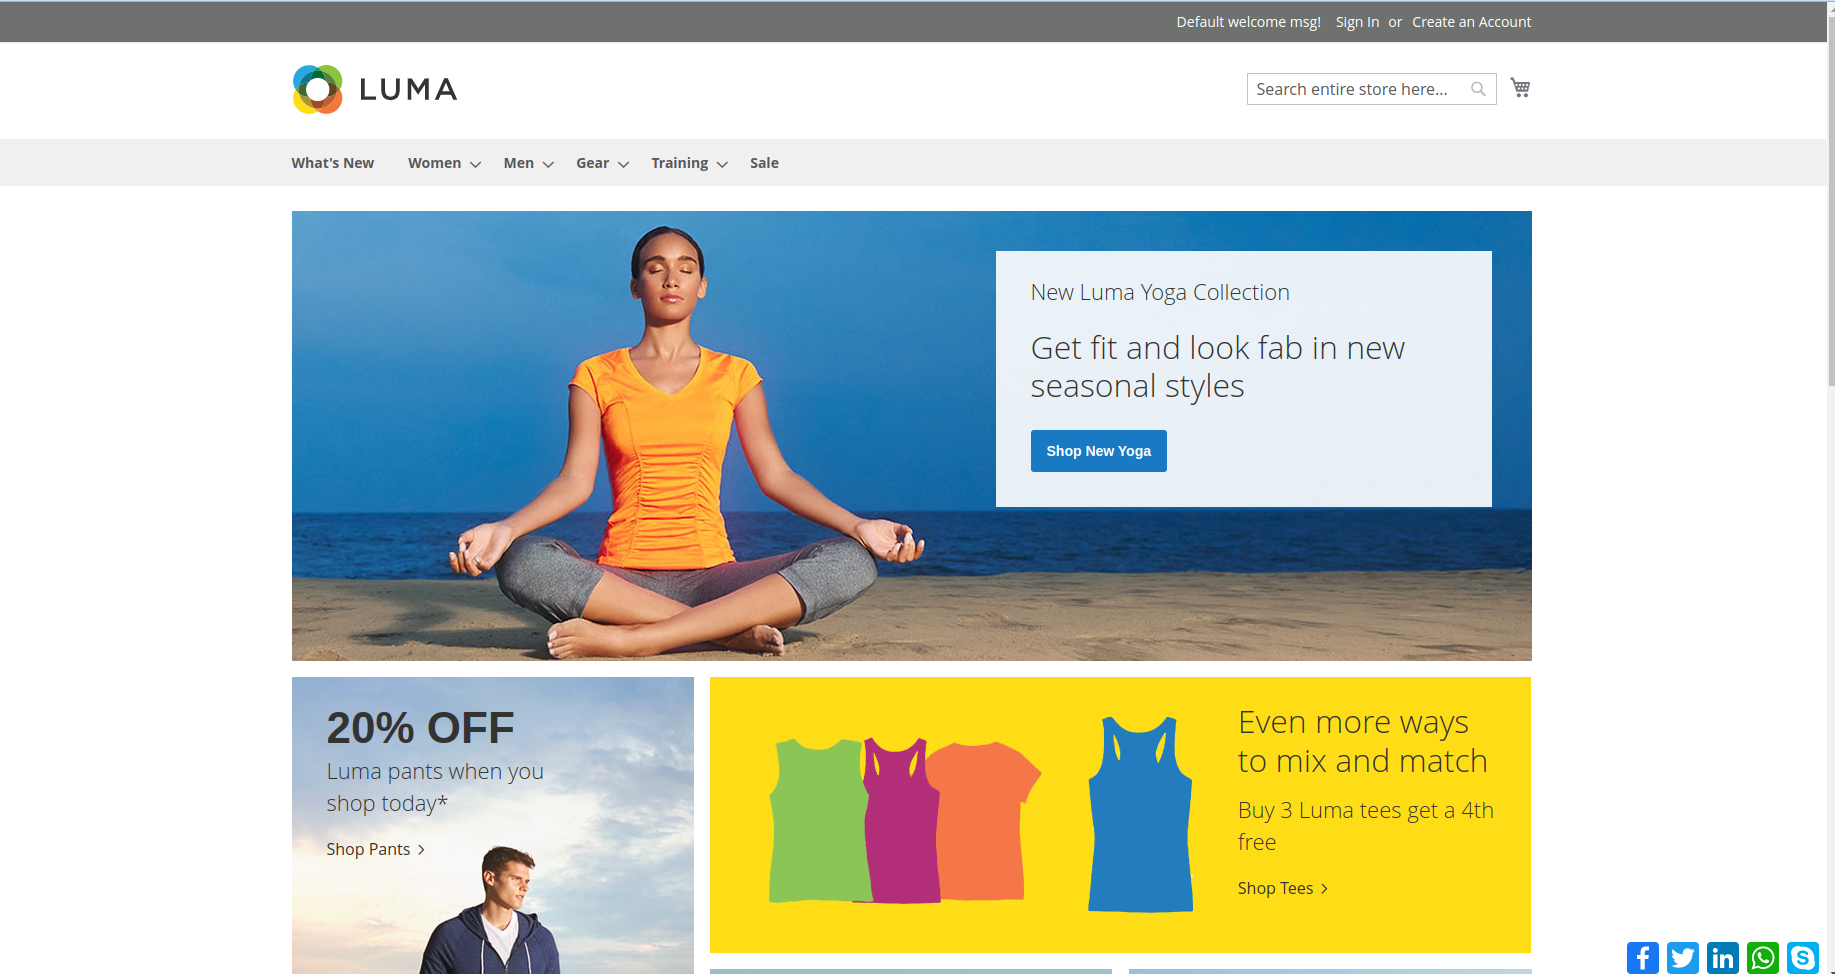 Default welcome msg! Sign In or Create an Account
LUMA
Search entire store here...
What's New Women Men Gear Training Sale
New Luma Yoga Collection
Get fit and look fab in new
seasonal styles
Shop New Yoga
20% OFF
Luma pants when you
shop today*
Shop Pants >
Even more ways
to mix and match
Buy 3 Luma tees get a 4th
free
Shop Tees >